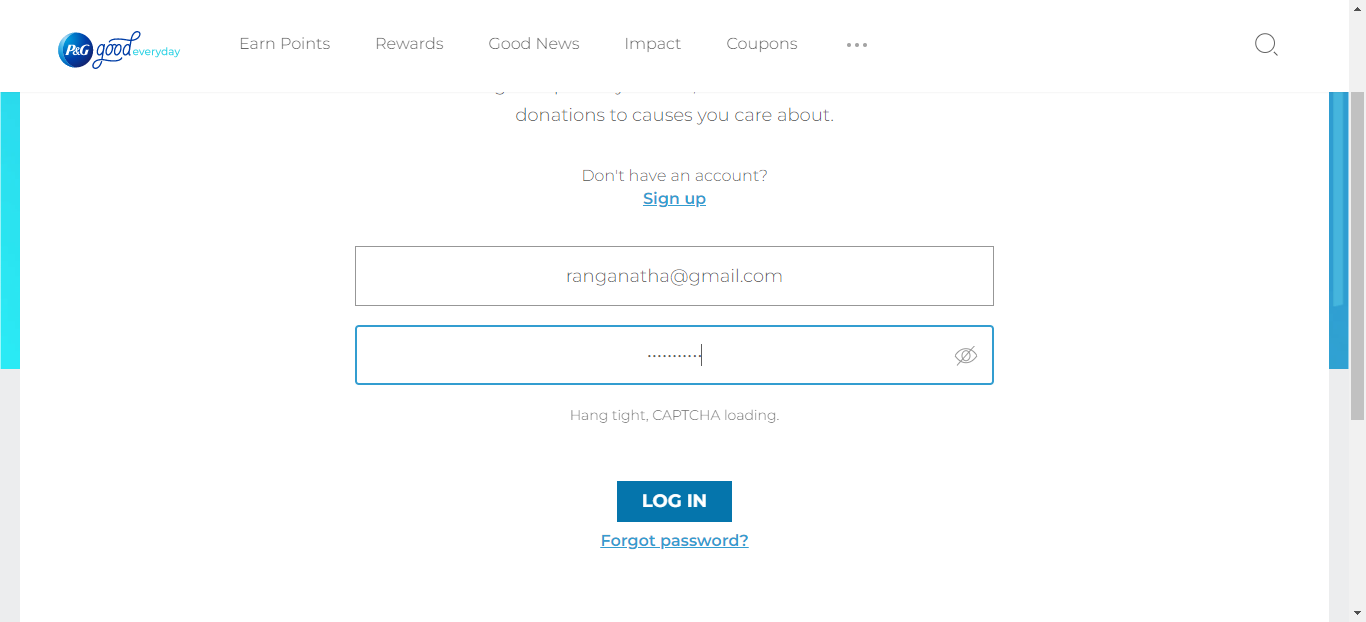 P&G good everyday
Earn Points Rewards Good News Impact Coupons
donations to causes you care about.
Don't have an account?
Sign up
ranganatha@gmail.com
Hang tight, CAPTCHA loading.
LOG IN
Forgot password?